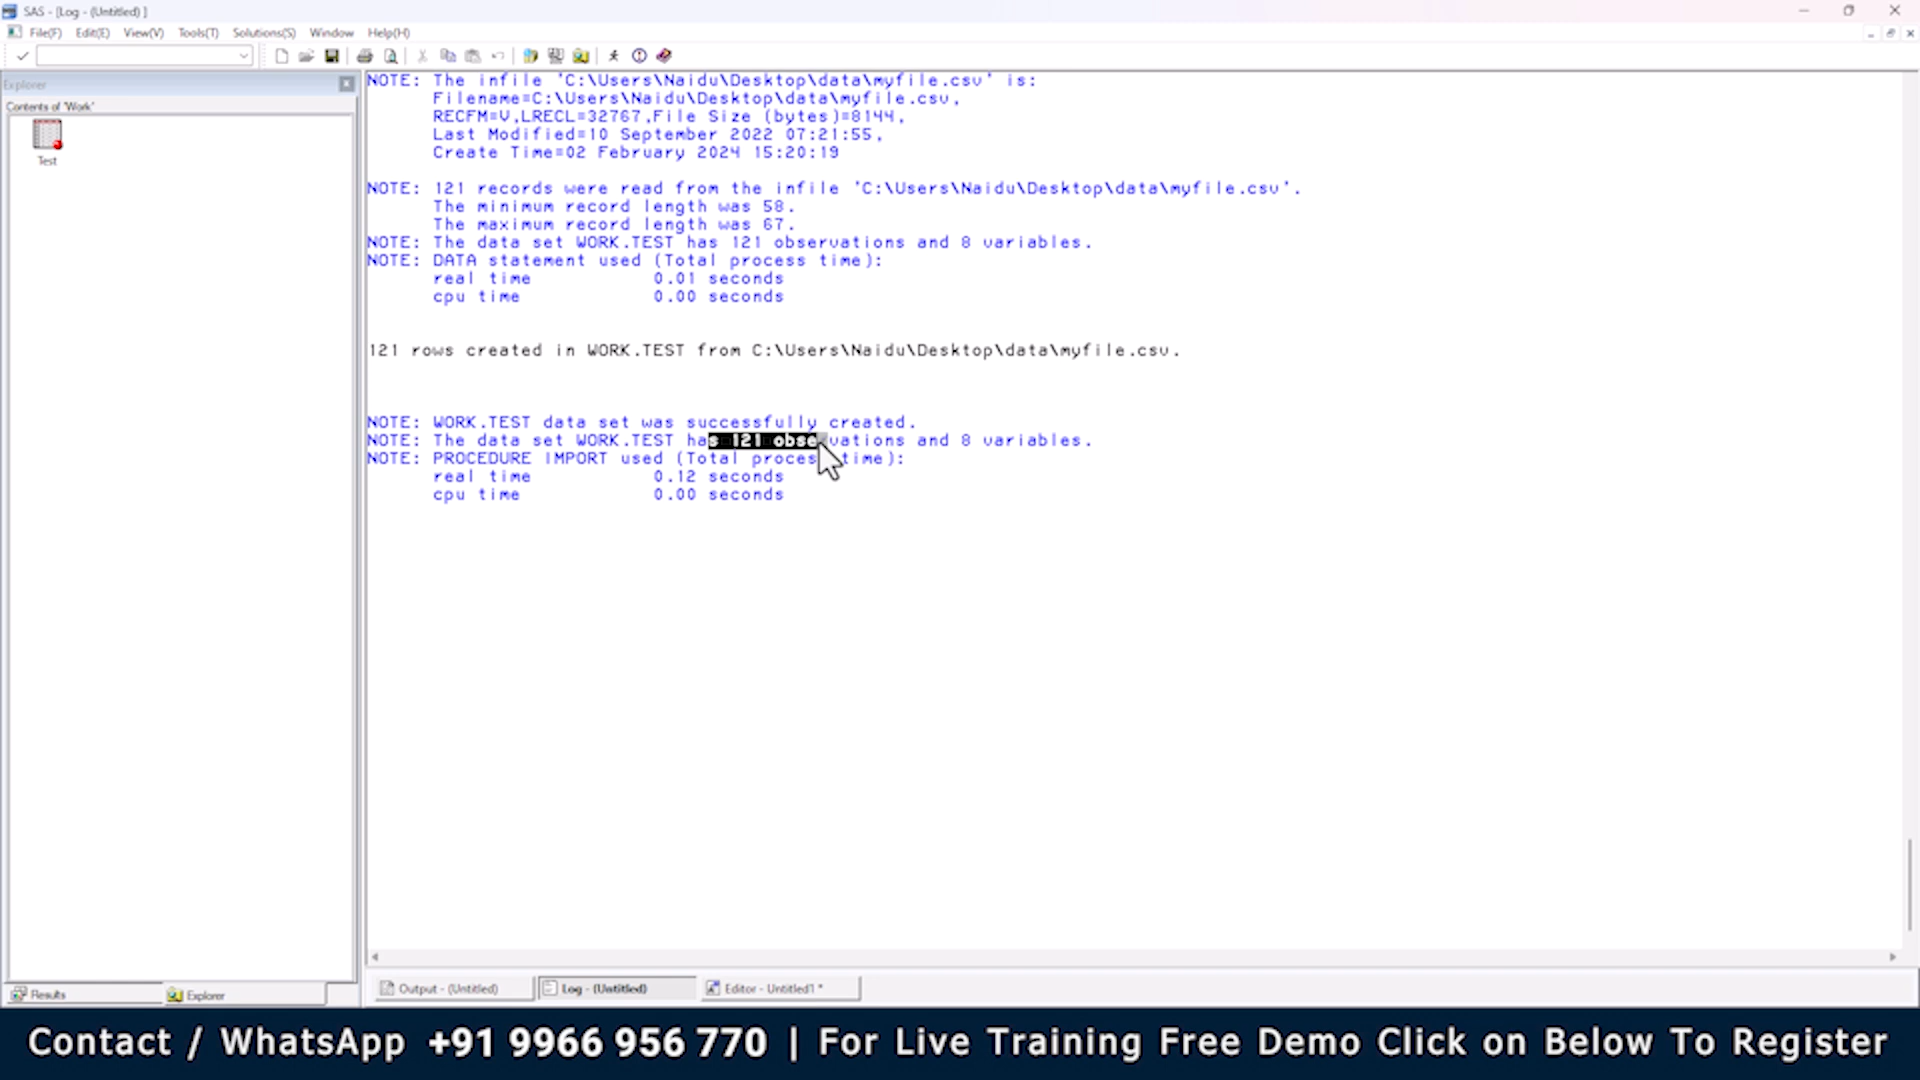 SAS - [Log - (Untitled) ]
File(F) Edit(E) View(V) Tools(T) Solutions(S) Window Help(H)
Explorer
Contents of 'Work'
Test
NOTE: The infile 'C:\Users\Naidu\Desktop\data\myfile.csv' is:
Filename=C:\Users\Naidu\Desktop\data\myfile.csv,
RECFM=V,LRECL=32767,File Size (bytes)=8144,
Last Modified=10 September 2022 07:21:55,
Create Time=02 February 2024 15:20:19
NOTE: 121 records were read from the infile 'C:\Users\Naidu\Desktop\data\myfile.csv'.
The minimum record length was 58.
The maximum record length was 67.
NOTE: The data set WORK.TEST has 121 observations and 8 variables.
NOTE: DATA statement used (Total process time):
real time 0.01 seconds
cpu time 0.00 seconds
121 rows created in WORK.TEST from C:\Users\Naidu\Desktop\data\myfile.csv.
NOTE: WORK.TEST data set was successfully created.
NOTE: The data set WORK.TEST has 121 observations and 8 variables.
NOTE: PROCEDURE IMPORT used (Total process time):
real time 0.12 seconds
cpu time 0.00 seconds
Results Explorer
Output - (Untitled) Log - (Untitled) Editor - Untitled1 *
Contact / WhatsApp +91 9966 956 770 | For Live Training Free Demo Click on Below To Register